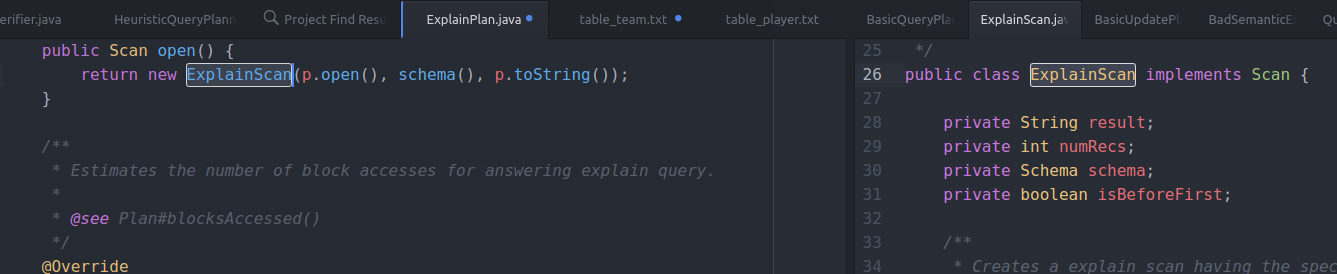 erifier.java HeuristicQueryPlann Project Find Resu ExplainPlan.java table_team.txt table_player.txt BasicQueryPla ExplainScan.jav BasicUpdatePl BadSemanticE Qu
public Scan open() {
return new ExplainScan(p.open(), schema(), p.toString());
}
/**
* Estimates the number of block accesses for answering explain query.
*
* @see Plan#blocksAccessed()
*/
@Override
25 */
26 public class ExplainScan implements Scan {
27
28 private String result;
29 private int numRecs;
30 private Schema schema;
31 private boolean isBeforeFirst;
32
33 /**
34 * Creates a explain scan having the spec